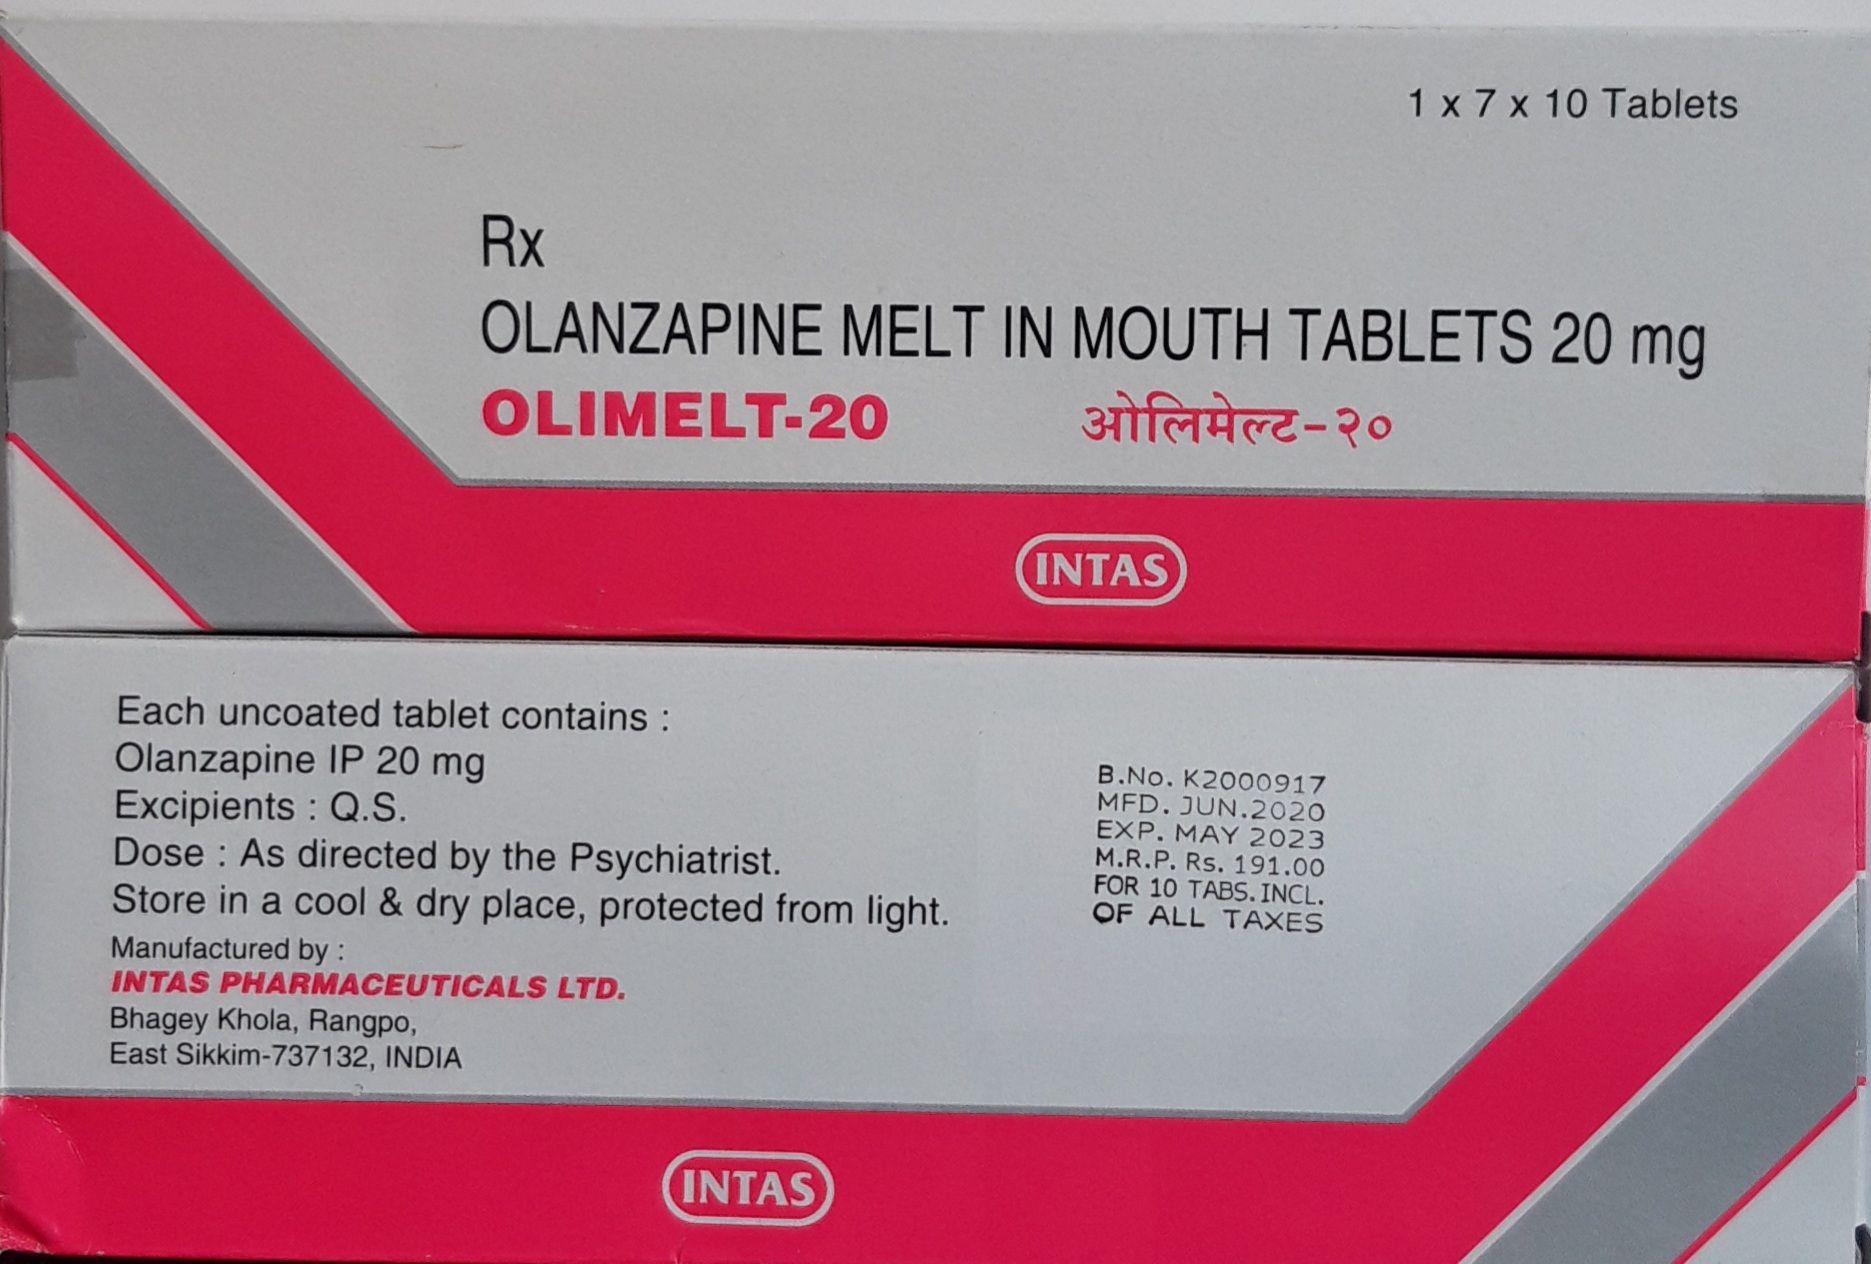 1 x 7 x 10 Tablets
Rx
OLANZAPINE MELT IN MOUTH TABLETS 20 mg
OLIMELT-20 ओलिमेल्ट-२०
INTAS
Each uncoated tablet contains :
Olanzapine IP 20 mg
Excipients : Q.S.
Dose : As directed by the Psychiatrist.
Store in a cool & dry place, protected from light.
Manufactured by :
INTAS PHARMACEUTICALS LTD.
Bhagey Khola, Rangpo,
East Sikkim-737132, INDIA
B.No. K2000917
MFD. JUN.2020
EXP. MAY 2023
M.R.P. Rs. 191.00
FOR 10 TABS.INCL.
OF ALL TAXES
INTAS